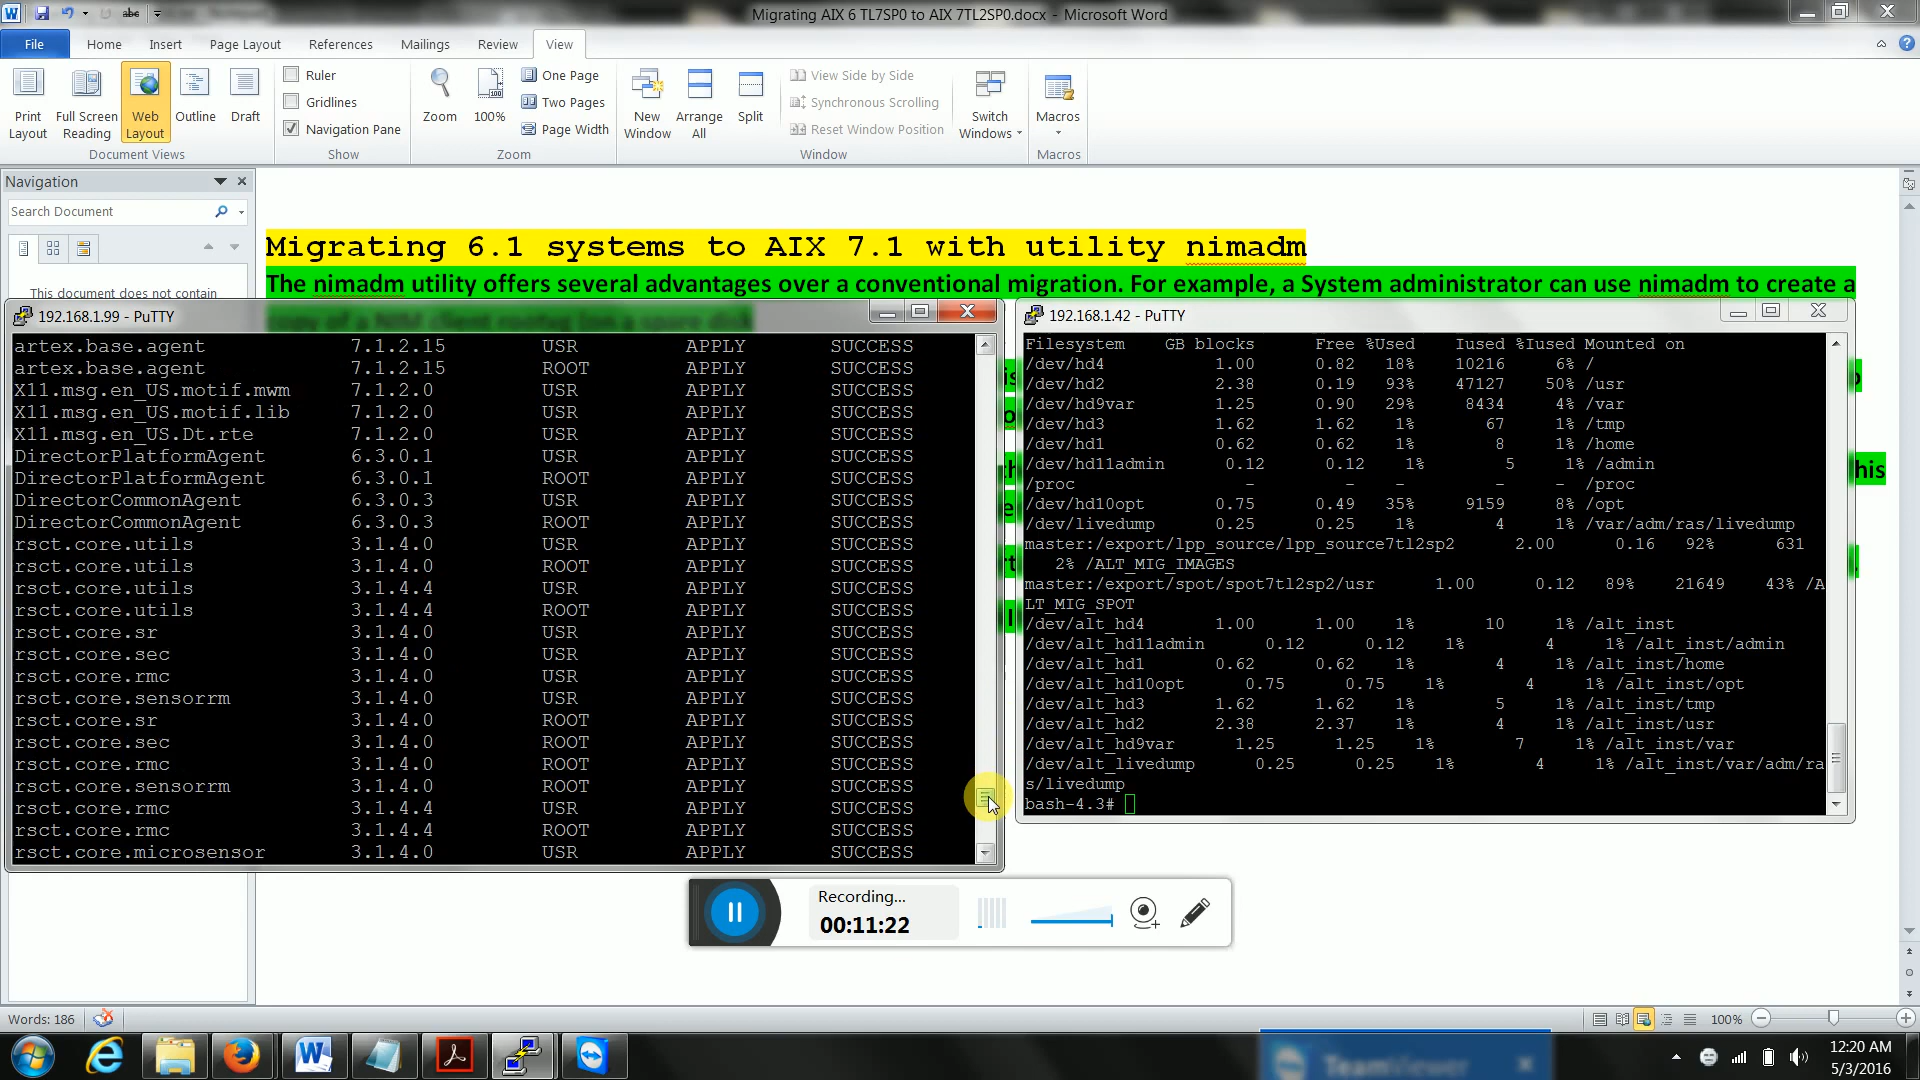 Migrating AIX 6 TL7SP0 to AIX 7TL2SP0.docx - Microsoft Word
File Home Insert Page Layout References Mailings Review View
Print Layout
Full Screen Reading
Web Layout
Outline
Draft
Document Views
Ruler
Gridlines
Navigation Pane
Show
Zoom
100%
One Page
Two Pages
Page Width
Zoom
New Window
Arrange All
Split
View Side by Side
Synchronous Scrolling
Reset Window Position
Window
Switch Windows
Macros
Macros
Navigation
Search Document
This document does not contain
Migrating 6.1 systems to AIX 7.1 with utility nimadm
The nimadm utility offers several advantages over a conventional migration. For example, a System administrator can use nimadm to create a
copy of a NIM client rootvg (on a spare disk
192.168.1.99 - PuTTY
artex.base.agent 7.1.2.15 USR APPLY SUCCESS
artex.base.agent 7.1.2.15 ROOT APPLY SUCCESS
X11.msg.en_US.motif.mwm 7.1.2.0 USR APPLY SUCCESS
X11.msg.en_US.motif.lib 7.1.2.0 USR APPLY SUCCESS
X11.msg.en_US.Dt.rte 7.1.2.0 USR APPLY SUCCESS
DirectorPlatformAgent 6.3.0.1 USR APPLY SUCCESS
DirectorPlatformAgent 6.3.0.1 ROOT APPLY SUCCESS
DirectorCommonAgent 6.3.0.3 USR APPLY SUCCESS
DirectorCommonAgent 6.3.0.3 ROOT APPLY SUCCESS
rsct.core.utils 3.1.4.0 USR APPLY SUCCESS
rsct.core.utils 3.1.4.0 ROOT APPLY SUCCESS
rsct.core.utils 3.1.4.4 USR APPLY SUCCESS
rsct.core.utils 3.1.4.4 ROOT APPLY SUCCESS
rsct.core.sr 3.1.4.0 USR APPLY SUCCESS
rsct.core.sec 3.1.4.0 USR APPLY SUCCESS
rsct.core.rmc 3.1.4.0 USR APPLY SUCCESS
rsct.core.sensorrm 3.1.4.0 USR APPLY SUCCESS
rsct.core.sr 3.1.4.0 ROOT APPLY SUCCESS
rsct.core.sec 3.1.4.0 ROOT APPLY SUCCESS
rsct.core.rmc 3.1.4.0 ROOT APPLY SUCCESS
rsct.core.sensorrm 3.1.4.0 ROOT APPLY SUCCESS
rsct.core.rmc 3.1.4.4 USR APPLY SUCCESS
rsct.core.rmc 3.1.4.4 ROOT APPLY SUCCESS
rsct.core.microsensor 3.1.4.0 USR APPLY SUCCESS
192.168.1.42 - PuTTY
Filesystem GB blocks Free %Used Iused %Iused Mounted on
/dev/hd4 1.00 0.82 18% 10216 6% /
/dev/hd2 2.38 0.19 93% 47127 50% /usr
/dev/hd9var 1.25 0.90 29% 8434 4% /var
/dev/hd3 1.62 1.62 1% 67 1% /tmp
/dev/hd1 0.62 0.62 1% 8 1% /home
/dev/hd11admin 0.12 0.12 1% 5 1% /admin
/proc - - - - - /proc
/dev/hd10opt 0.75 0.49 35% 9159 8% /opt
/dev/livedump 0.25 0.25 1% 4 1% /var/adm/ras/livedump
master:/export/lpp_source/lpp_source7tl2sp2 2.00 0.16 92% 631
2% /ALT_MIG_IMAGES
master:/export/spot/spot7tl2sp2/usr 1.00 0.12 89% 21649 43% /A
LT_MIG_SPOT
/dev/alt_hd4 1.00 1.00 1% 10 1% /alt_inst
/dev/alt_hd11admin 0.12 0.12 1% 4 1% /alt_inst/admin
/dev/alt_hd1 0.62 0.62 1% 4 1% /alt_inst/home
/dev/alt_hd10opt 0.75 0.75 1% 4 1% /alt_inst/opt
/dev/alt_hd3 1.62 1.62 1% 5 1% /alt_inst/tmp
/dev/alt_hd2 2.38 2.37 1% 4 1% /alt_inst/usr
/dev/alt_hd9var 1.25 1.25 1% 7 1% /alt_inst/var
/dev/alt_livedump 0.25 0.25 1% 4 1% /alt_inst/var/adm/ra
s/livedump
bash-4.3#
his
Recording...
00:11:22
Words: 186
100%
TeamViewer
12:20 AM
5/3/2016